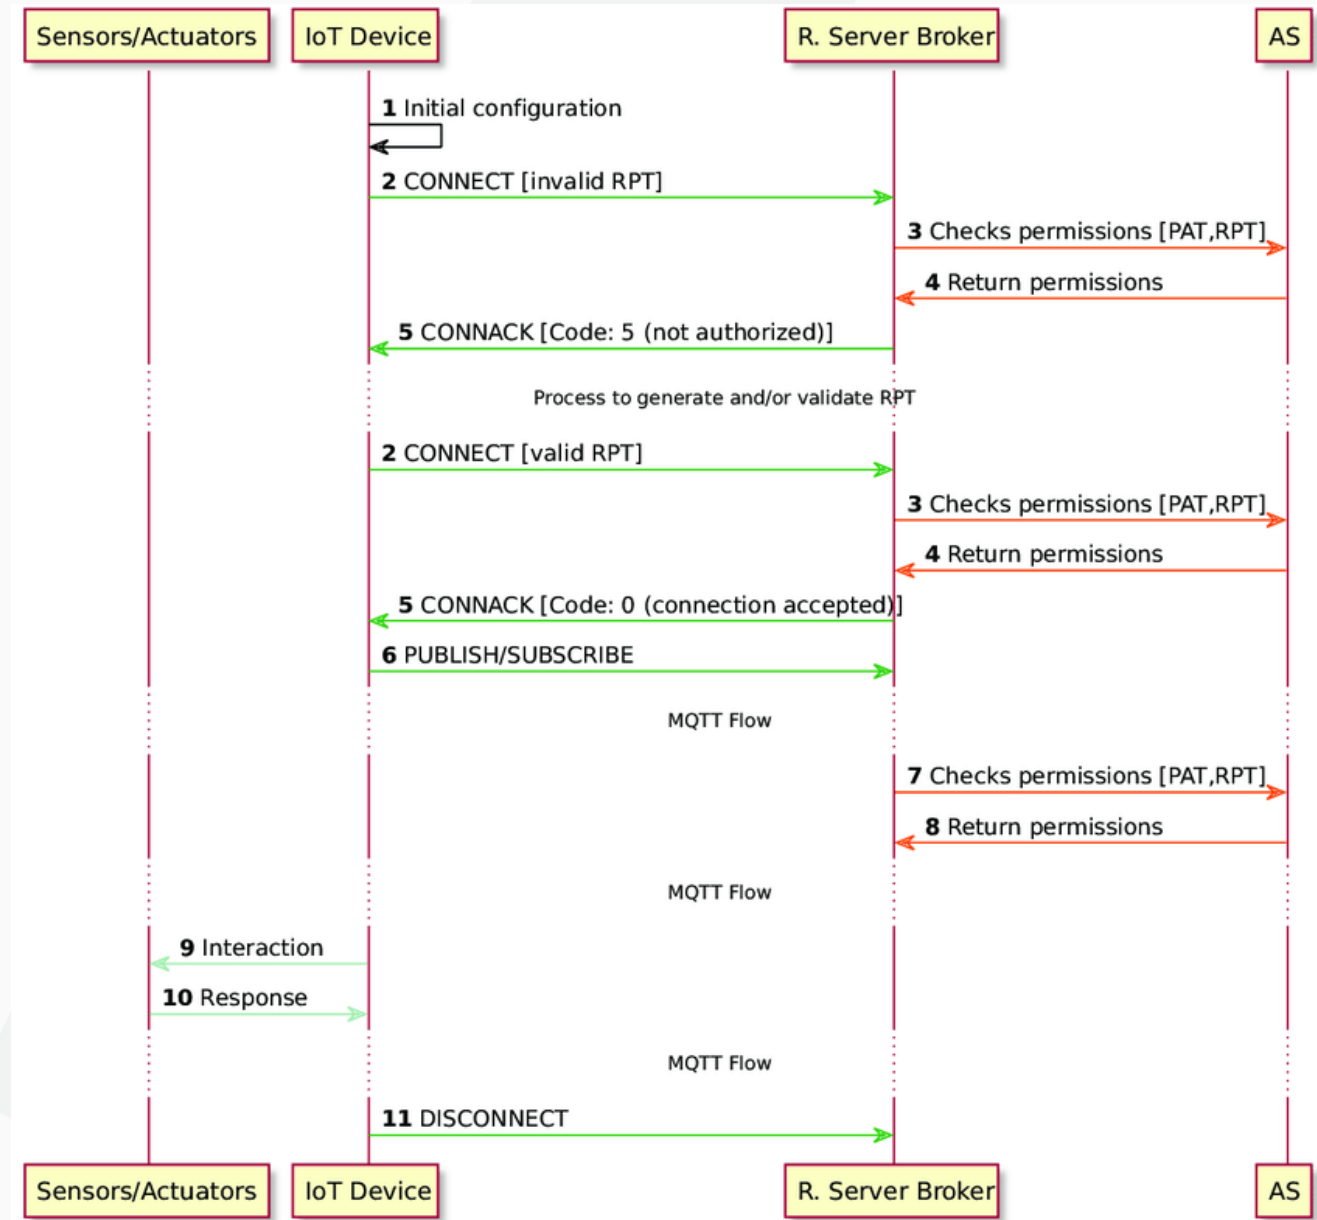 Sensors/Actuators IoT Device R. Server Broker AS
1 Initial configuration
2 CONNECT [invalid RPT]
3 Checks permissions [PAT,RPT]
4 Return permissions
5 CONNACK [Code: 5 (not authorized)]
Process to generate and/or validate RPT
2 CONNECT [valid RPT]
3 Checks permissions [PAT,RPT]
4 Return permissions
5 CONNACK [Code: 0 (connection accepted)]
6 PUBLISH/SUBSCRIBE
MQTT Flow
7 Checks permissions [PAT,RPT]
8 Return permissions
MQTT Flow
9 Interaction
10 Response
MQTT Flow
11 DISCONNECT
Sensors/Actuators IoT Device R. Server Broker AS